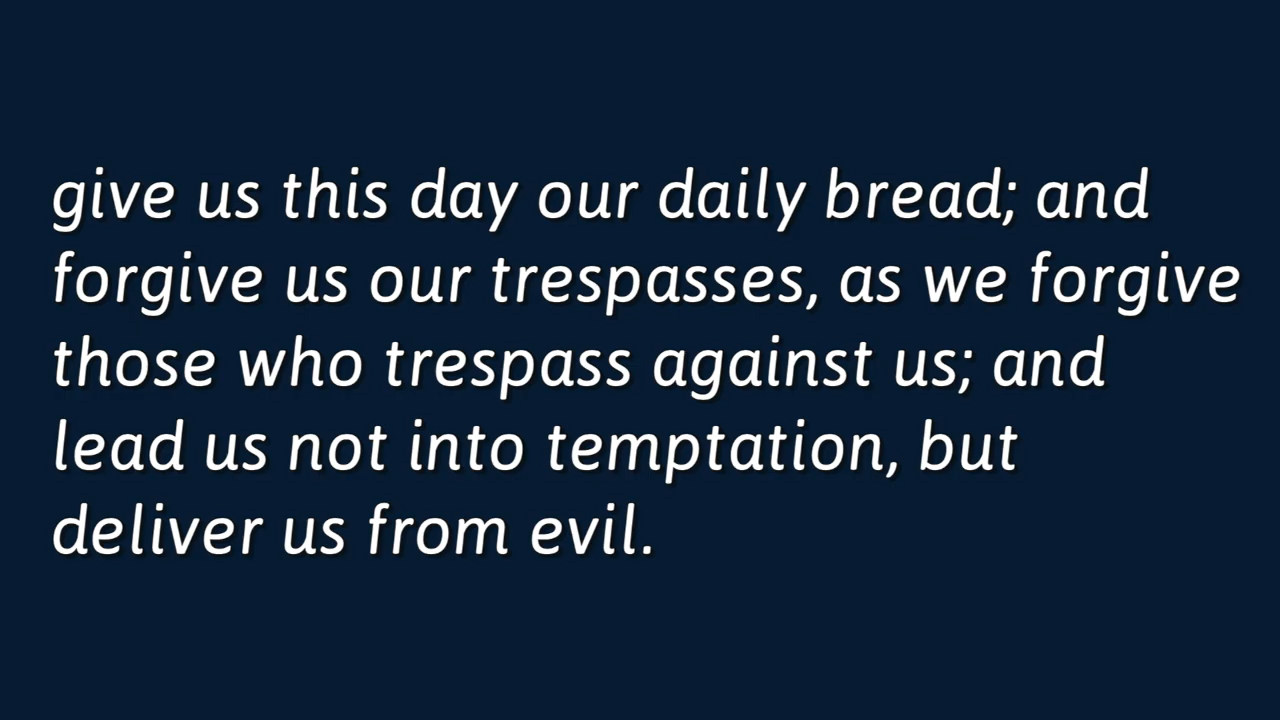 give us this day our daily bread; and
forgive us our trespasses, as we forgive
those who trespass against us; and
lead us not into temptation, but
deliver us from evil.